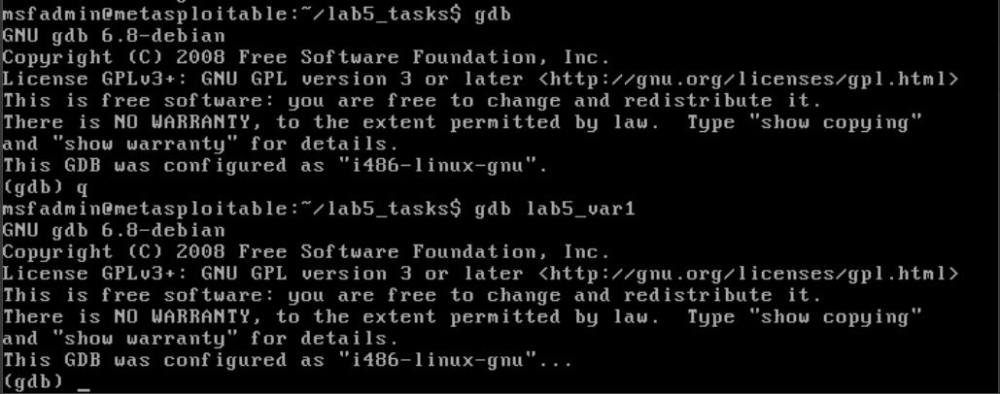 msfadmin@metasploitable:~/lab5_tasks$ gdb
GNU gdb 6.8-debian
Copyright (C) 2008 Free Software Foundation, Inc.
License GPLv3+: GNU GPL version 3 or later <http://gnu.org/licenses/gpl.html>
This is free software: you are free to change and redistribute it.
There is NO WARRANTY, to the extent permitted by law.  Type "show copying"
and "show warranty" for details.
This GDB was configured as "i486-linux-gnu".
(gdb) q
msfadmin@metasploitable:~/lab5_tasks$ gdb lab5_var1
GNU gdb 6.8-debian
Copyright (C) 2008 Free Software Foundation, Inc.
License GPLv3+: GNU GPL version 3 or later <http://gnu.org/licenses/gpl.html>
This is free software: you are free to change and redistribute it.
There is NO WARRANTY, to the extent permitted by law.  Type "show copying"
and "show warranty" for details.
This GDB was configured as "i486-linux-gnu"...
(gdb) _